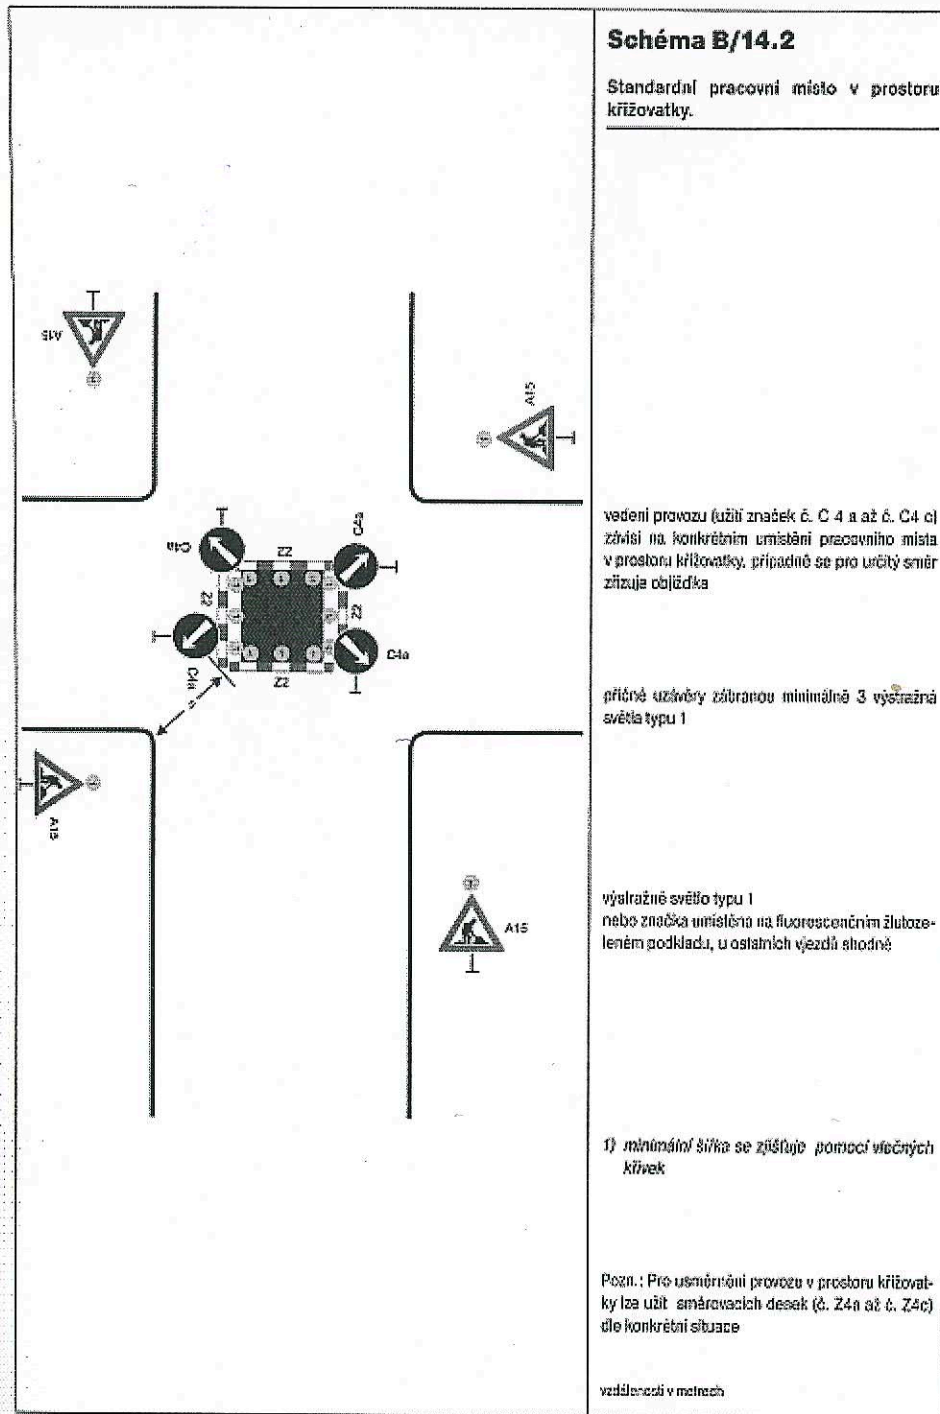 Schéma B/14.2
Standardní pracovní místo v prostoru
křižovatky.
A15
A15
C4a
C4a
Z2
Z2
Z2
Z2
C4a
C4a
A15
A15
vedení provozu (užití značek č. C 4 a až č. C4 c)
závisí na konkrétním umístění pracovního místa
v prostoru křižovatky, případně se pro určitý směr
zřizuje objížďka
příčné uzávěry zábranou minimálně 3 výstražná
světla typu 1
výstražné světlo typu 1
nebo značka umístěna na fluorescenčním žlutoze-
leném podkladu, u ostatních vjezdů shodně
1) minimální šířka se zjišťuje pomocí vlečných
křivek
Pozn.: Pro usměrnění provozu v prostoru křižovat-
ky lze užít směrovacích desek (č. Z4a až č. Z4c)
dle konkrétní situace
vzdálenosti v metrech